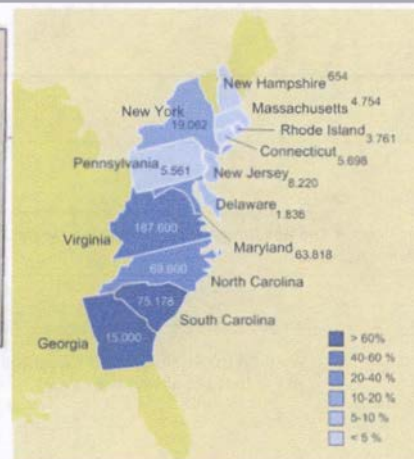 New Hampshire 654
New York
19.062
Massachusetts 4.754
Rhode Island 3.761
Connecticut 5.698
Pennsylvania
5.561
New Jersey 8.220
Delaware 1.836
Virginia
187.600
Maryland 63.818
69.600
North Carolina
75.178
South Carolina
Georgia
15.000
> 60%
40-60 %
20-40 %
10-20 %
5-10 %
< 5 %